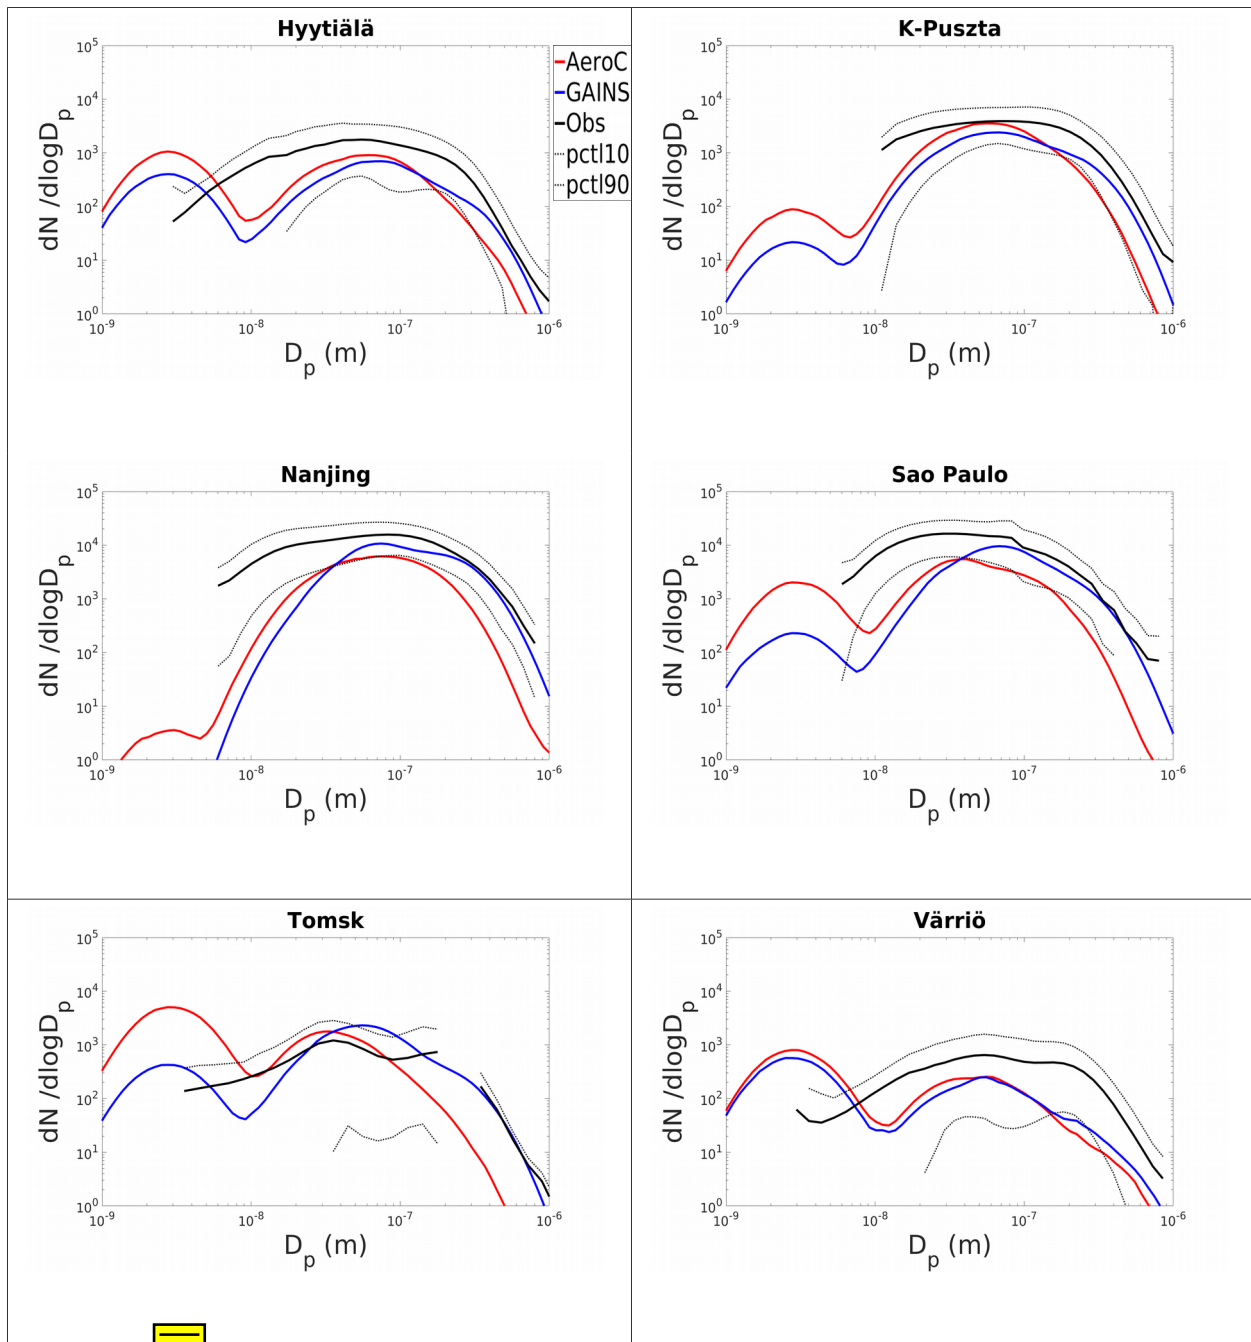 Hyytiälä
10^5
10^4
10^3
10^2
10^1
10^0
dN /dlogD_p
10^-9
10^-8
10^-7
10^-6
D_p (m)
AeroC
GAINS
Obs
pctl10
pctl90
K-Puszta
10^5
10^4
10^3
10^2
10^1
10^0
dN /dlogD_p
10^-9
10^-8
10^-7
10^-6
D_p (m)
Nanjing
10^5
10^4
10^3
10^2
10^1
10^0
dN /dlogD_p
10^-9
10^-8
10^-7
10^-6
D_p (m)
Sao Paulo
10^5
10^4
10^3
10^2
10^1
10^0
dN /dlogD_p
10^-9
10^-8
10^-7
10^-6
D_p (m)
Tomsk
10^5
10^4
10^3
10^2
10^1
10^0
dN /dlogD_p
10^-9
10^-8
10^-7
10^-6
D_p (m)
Värriö
10^5
10^4
10^3
10^2
10^1
10^0
dN /dlogD_p
10^-9
10^-8
10^-7
10^-6
D_p (m)